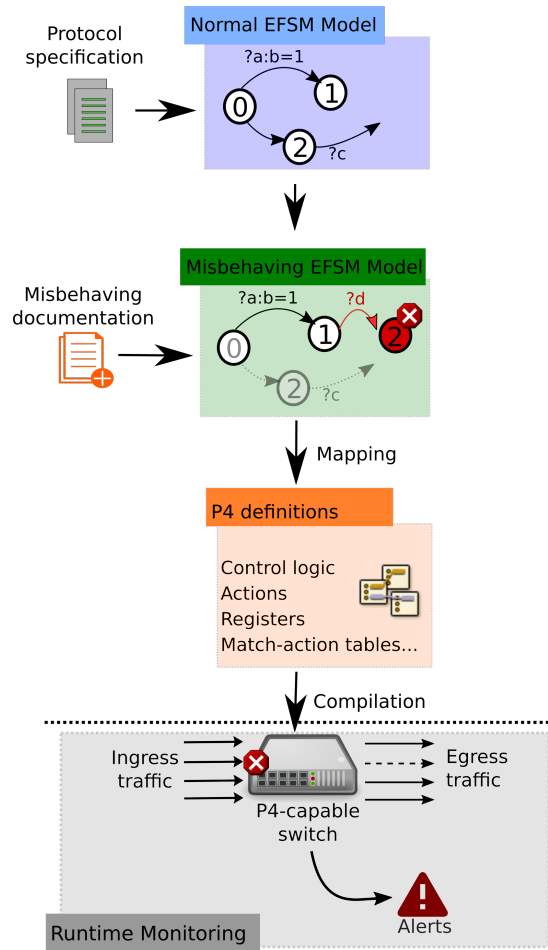 Normal EFSM Model
Protocol
specification
?a:b=1
0
1
2
?c
Misbehaving EFSM Model
Misbehaving
documentation
?a:b=1
?d
0
1
2
2
?c
Mapping
P4 definitions
Control logic
Actions
Registers
Match-action tables...
Compilation
Ingress
traffic
Egress
traffic
P4-capable
switch
Alerts
Runtime Monitoring